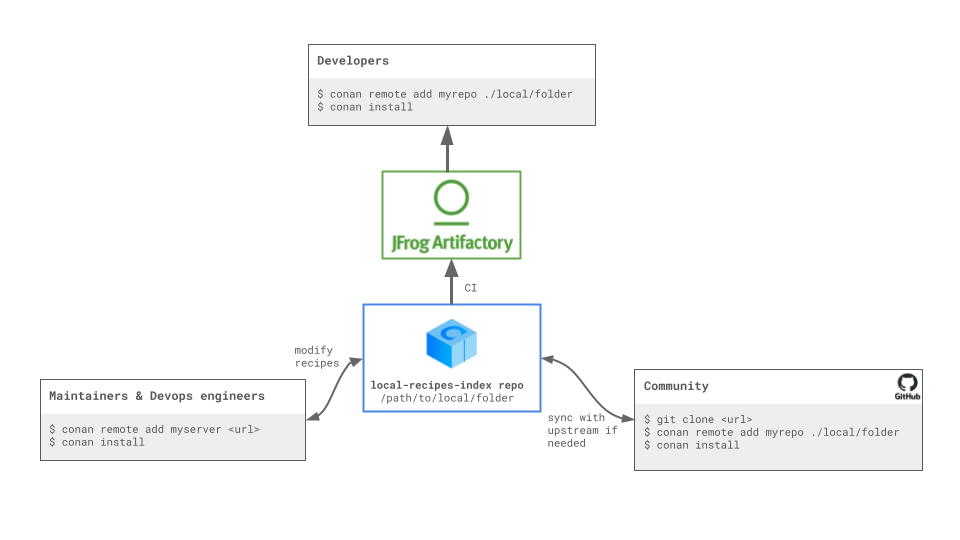 Developers
$ conan remote add myrepo ./local/folder
$ conan install
JFrog Artifactory
CI
modify
recipes
local-recipes-index repo
/path/to/local/folder
Maintainers & Devops engineers
$ conan remote add myserver <url>
$ conan install
sync with
upstream if
needed
Community
GitHub
$ git clone <url>
$ conan remote add myrepo ./local/folder
$ conan install